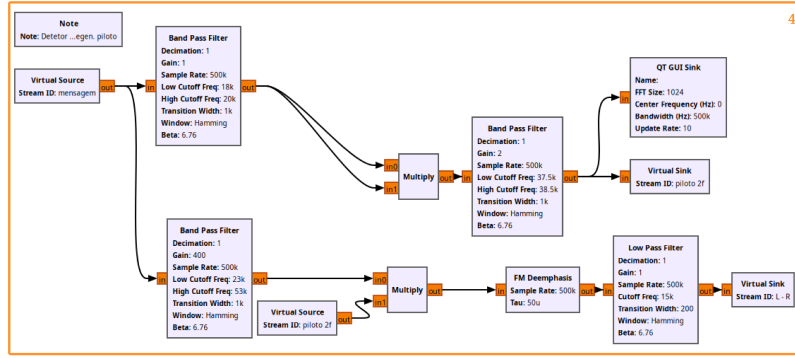 4
Note
Note: Detetor ...egen. piloto
Virtual Source
Stream ID: mensagem
out
in
Band Pass Filter
Decimation: 1
Gain: 1
Sample Rate: 500k
Low Cutoff Freq: 18k
High Cutoff Freq: 20k
Transition Width: 1k
Window: Hamming
Beta: 6.76
out
in0
in1
Multiply
out
in
Band Pass Filter
Decimation: 1
Gain: 2
Sample Rate: 500k
Low Cutoff Freq: 37.5k
High Cutoff Freq: 38.5k
Transition Width: 1k
Window: Hamming
Beta: 6.76
out
in
QT GUI Sink
Name:
FFT Size: 1024
Center Frequency (Hz): 0
Bandwidth (Hz): 500k
Update Rate: 10
in
Virtual Sink
Stream ID: piloto 2f
in
Band Pass Filter
Decimation: 1
Gain: 400
Sample Rate: 500k
Low Cutoff Freq: 23k
High Cutoff Freq: 53k
Transition Width: 1k
Window: Hamming
Beta: 6.76
out
Virtual Source
Stream ID: piloto 2f
out
in0
in1
Multiply
out
in
FM Deemphasis
Sample Rate: 500k
Tau: 50u
out
in
Low Pass Filter
Decimation: 1
Gain: 1
Sample Rate: 500k
Cutoff Freq: 15k
Transition Width: 200
Window: Hamming
Beta: 6.76
out
in
Virtual Sink
Stream ID: L - R